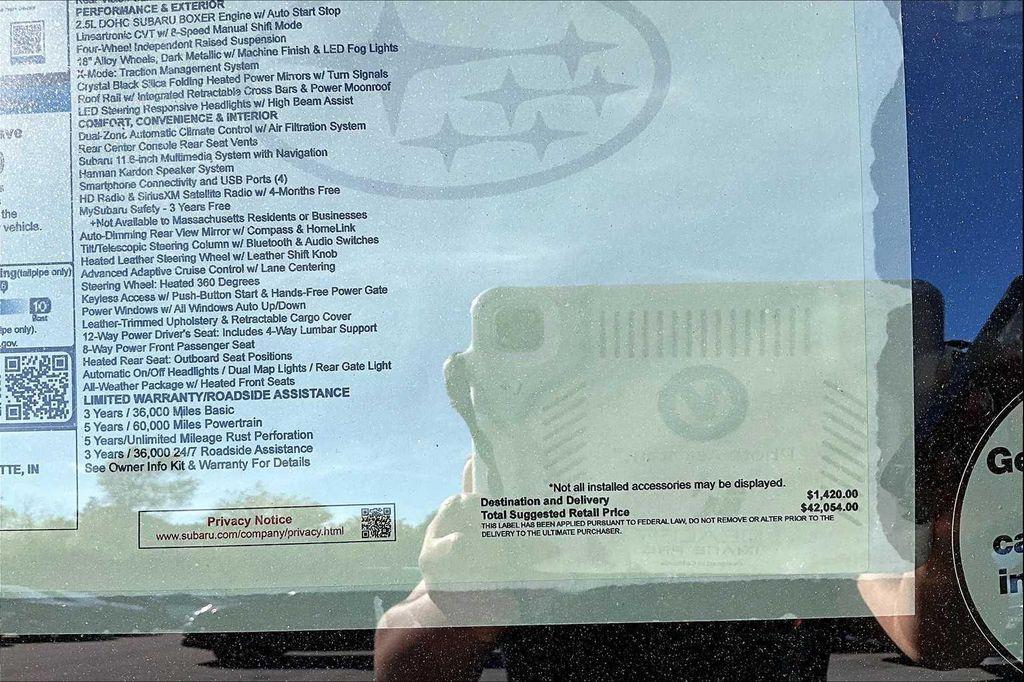 PERFORMANCE & EXTERIOR
2.5L DOHC SUBARU BOXER Engine w/ Auto Start Stop
Lineartronic CVT w/ 8-Speed Manual Shift Mode
Four-Wheel Independent Raised Suspension
18" Alloy Wheels, Dark Metallic w/ Machine Finish & LED Fog Lights
X-Mode: Traction Management System
Crystal Black Silica Folding Heated Power Mirrors w/ Turn Signals
Roof Rail w/ Integrated Retractable Cross Bars & Power Moonroof
LED Steering Responsive Headlights w/ High Beam Assist
COMFORT, CONVENIENCE & INTERIOR
Dual-Zone Automatic Climate Control w/ Air Filtration System
Rear Center Console Rear Seat Vents
Subaru 11.6-inch Multimedia System with Navigation
Harman Kardon Speaker System
Smartphone Connectivity and USB Ports (4)
HD Radio & SiriusXM Satellite Radio w/ 4-Months Free
MySubaru Safety - 3 Years Free
+Not Available to Massachusetts Residents or Businesses
Auto-Dimming Rear View Mirror w/ Compass & HomeLink
Tilt/Telescopic Steering Column w/ Bluetooth & Audio Switches
Heated Leather Steering Wheel w/ Leather Shift Knob
Advanced Adaptive Cruise Control w/ Lane Centering
Steering Wheel: Heated 360 Degrees
Keyless Access w/ Push-Button Start & Hands-Free Power Gate
Power Windows w/ All Windows Auto Up/Down
Leather-Trimmed Upholstery & Retractable Cargo Cover
12-Way Power Driver's Seat: Includes 4-Way Lumbar Support
8-Way Power Front Passenger Seat
Heated Rear Seat: Outboard Seat Positions
Automatic On/Off Headlights / Dual Map Lights / Rear Gate Light
All-Weather Package w/ Heated Front Seats
LIMITED WARRANTY/ROADSIDE ASSISTANCE
3 Years / 36,000 Miles Basic
5 Years / 60,000 Miles Powertrain
5 Years/Unlimited Mileage Rust Perforation
3 Years / 36,000 24/7 Roadside Assistance
See Owner Info Kit & Warranty For Details
the
vehicle.
ing(tailpipe only)
10
Best
pe only).
.gov.
TTE, IN
Privacy Notice
www.subaru.com/company/privacy.html
*Not all installed accessories may be displayed.
Destination and Delivery $1,420.00
Total Suggested Retail Price $42,054.00
THIS LABEL HAS BEEN APPLIED PURSUANT TO FEDERAL LAW, DO NOT REMOVE OR ALTER PRIOR TO THE
DELIVERY TO THE ULTIMATE PURCHASER.
Ge
ca
in